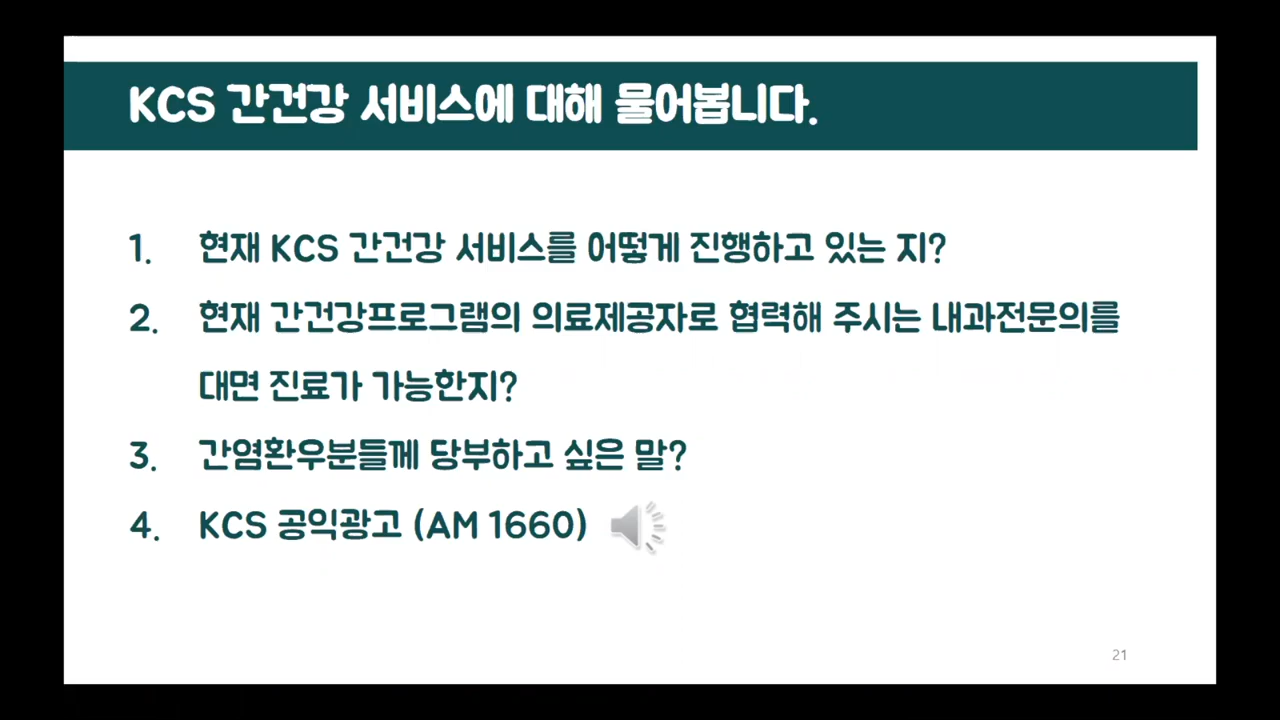 KCS 간건강 서비스에 대해 물어봅니다.
1. 현재 KCS 간건강 서비스를 어떻게 진행하고 있는 지?
2. 현재 간건강프로그램의 의료제공자로 협력해 주시는 내과전문의를
대면 진료가 가능한지?
3. 간염환우분들께 당부하고 싶은 말?
4. KCS 공익광고 (AM 1660)
21